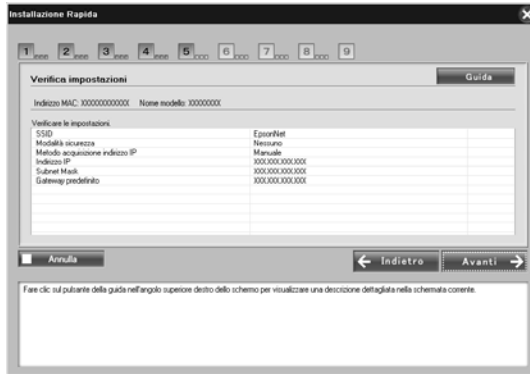 Installazione Rapida
1 2 3 4 5 6 7 8 9
Verifica impostazioni
Guida
Indirizzo MAC: XXXXXXXXXXXX Nome modello: XXXXXXXX
Verificare le impostazioni.
SSID EpsonNet
Modalità sicurezza Nessuno
Metodo acquisizione indirizzo IP Manuale
Indirizzo IP XXX.XXX.XXX.XXX
Subnet Mask XXX.XXX.XXX.XXX
Gateway predefinito XXX.XXX.XXX.XXX
Annulla
Indietro
Avanti
Fare clic sul pulsante della guida nell'angolo superiore destro dello schermo per visualizzare una descrizione dettagliata nella schermata corrente.